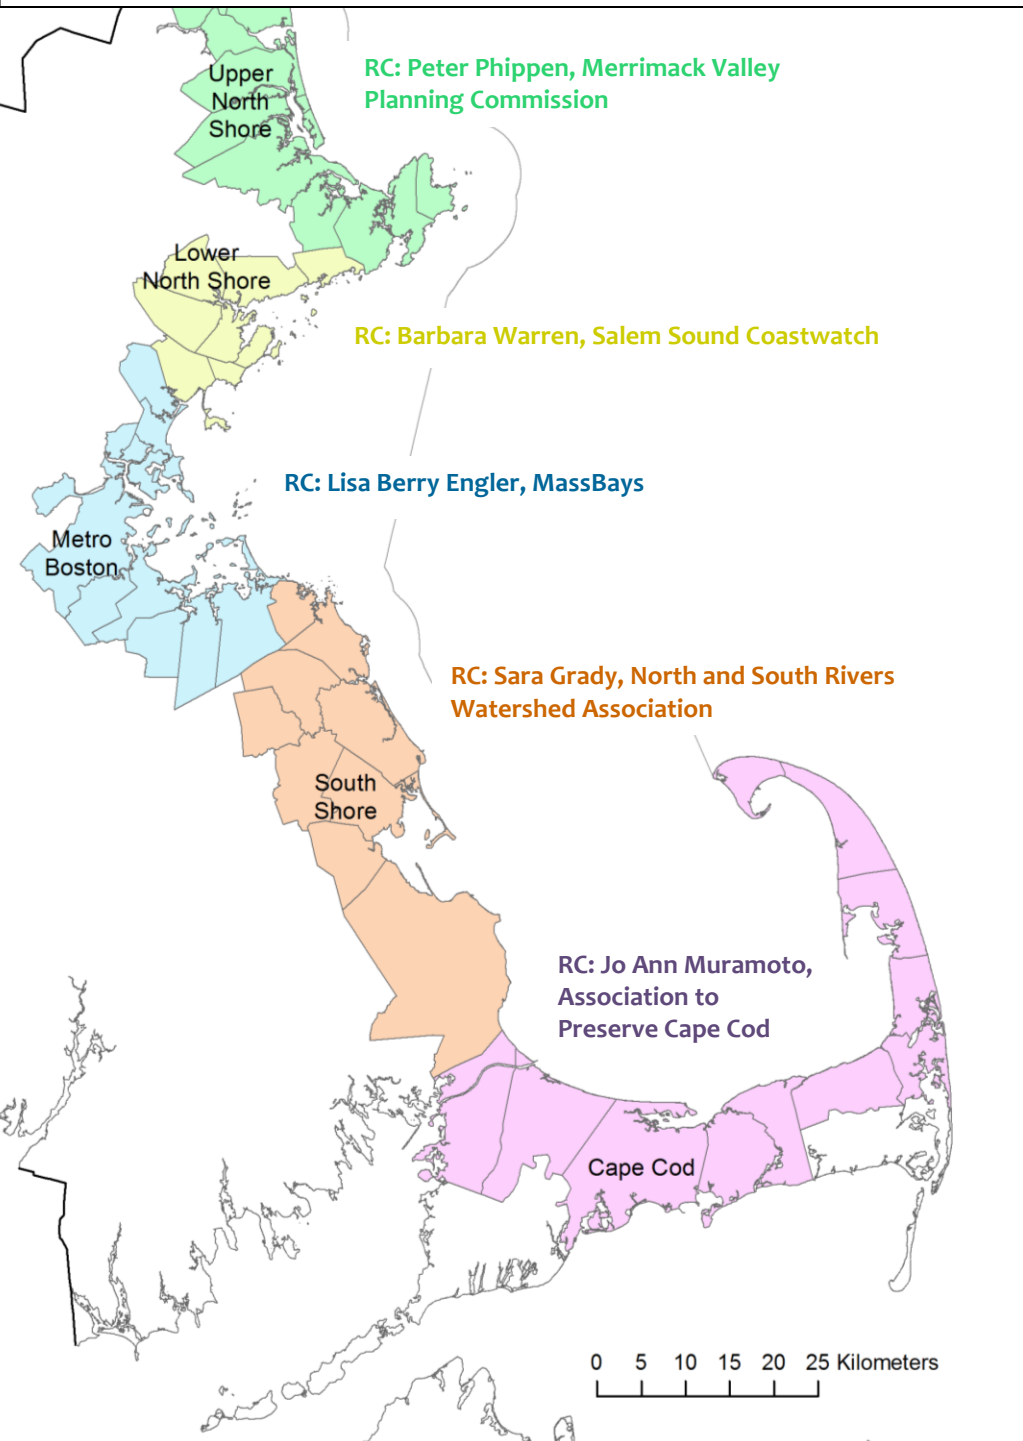 RC: Peter Phippen, Merrimack Valley
Planning Commission
Upper
North
Shore
Lower
North Shore
RC: Barbara Warren, Salem Sound Coastwatch
RC: Lisa Berry Engler, MassBays
Metro
Boston
RC: Sara Grady, North and South Rivers
Watershed Association
South
Shore
RC: Jo Ann Muramoto,
Association to
Preserve Cape Cod
Cape Cod
0 5 10 15 20 25 Kilometers